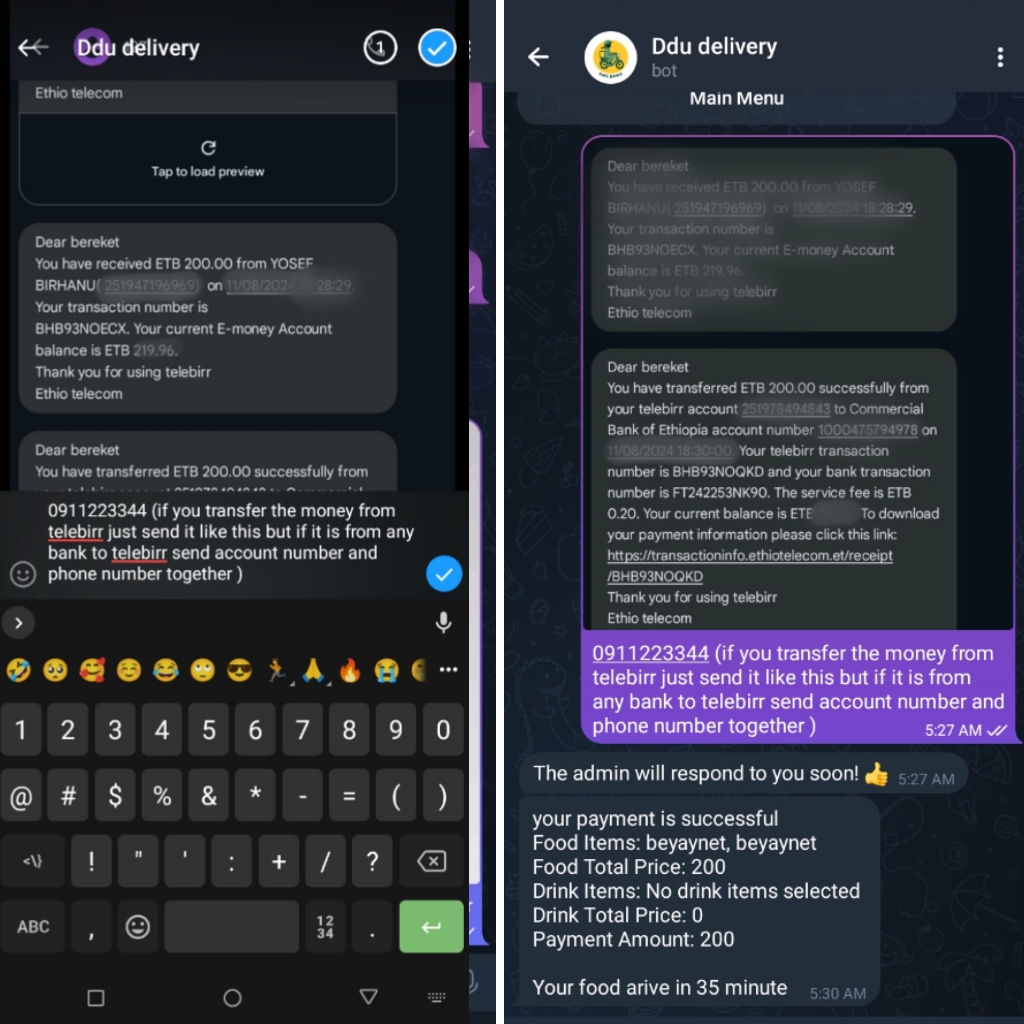 Ddu delivery
1
Ethio telecom
Tap to load preview
Dear bereket
You have received ETB 200.00 from YOSEF
BIRHANU( 251947196969) on 11/08/2024 18:28:29.
Your transaction number is
BHB93NOECX. Your current E-money Account
balance is ETB 219.96.
Thank you for using telebirr
Ethio telecom
Dear bereket
You have transferred ETB 200.00 successfully from
0911223344 (if you transfer the money from
telebirr just send it like this but if it is from any
bank to telebirr send account number and
phone number together )
1 2 3 4 5 6 7 8 9 0
@ # $ % & * - = ( )
<\} ! " ' : + / ?
ABC , 12 34 .
Ddu delivery
bot
Main Menu
Dear bereket
You have received ETB 200.00 from YOSEF
BIRHANU( 251947196969) on 11/08/2024 18:28:29.
Your transaction number is
BHB93NOECX. Your current E-money Account
balance is ETB 219.96.
Thank you for using telebirr
Ethio telecom
Dear bereket
You have transferred ETB 200.00 successfully from
your telebirr account 251978494843 to Commercial
Bank of Ethiopia account number 1000475794978 on
11/08/2024 18:30:00. Your telebirr transaction
number is BHB93NOQKD and your bank transaction
number is FT242253NK90. The service fee is ETB
0.20. Your current balance is ETB To download
your payment information please click this link:
https://transactioninfo.ethiotelecom.et/receipt
/BHB93NOQKD
Thank you for using telebirr
Ethio telecom
0911223344 (if you transfer the money from
telebirr just send it like this but if it is from
any bank to telebirr send account number and
phone number together )
5:27 AM
The admin will respond to you soon!👍 5:27 AM
your payment is successful
Food Items: beyaynet, beyaynet
Food Total Price: 200
Drink Items: No drink items selected
Drink Total Price: 0
Payment Amount: 200
Your food arive in 35 minute
5:30 AM